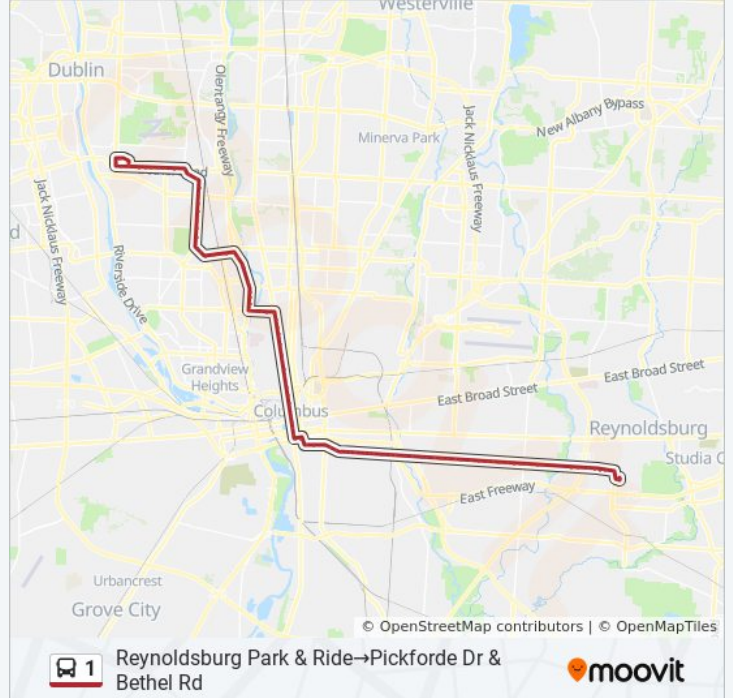 Westerville
Dublin
Olentangy Freeway
Jack Nicklaus Freeway
New Albany Bypass
Minerva Park
Jack Nicklaus Freeway
d
Riverside Drive
Grandview
Heights
East Broad Street
East Broad Street
Columbus
Reynoldsburg
Studia C
East Freeway
Urbancrest
Grove City
© OpenStreetMap contributors | © OpenMapTiles
1
Reynoldsburg Park & Ride→Pickforde Dr &
Bethel Rd
moovit